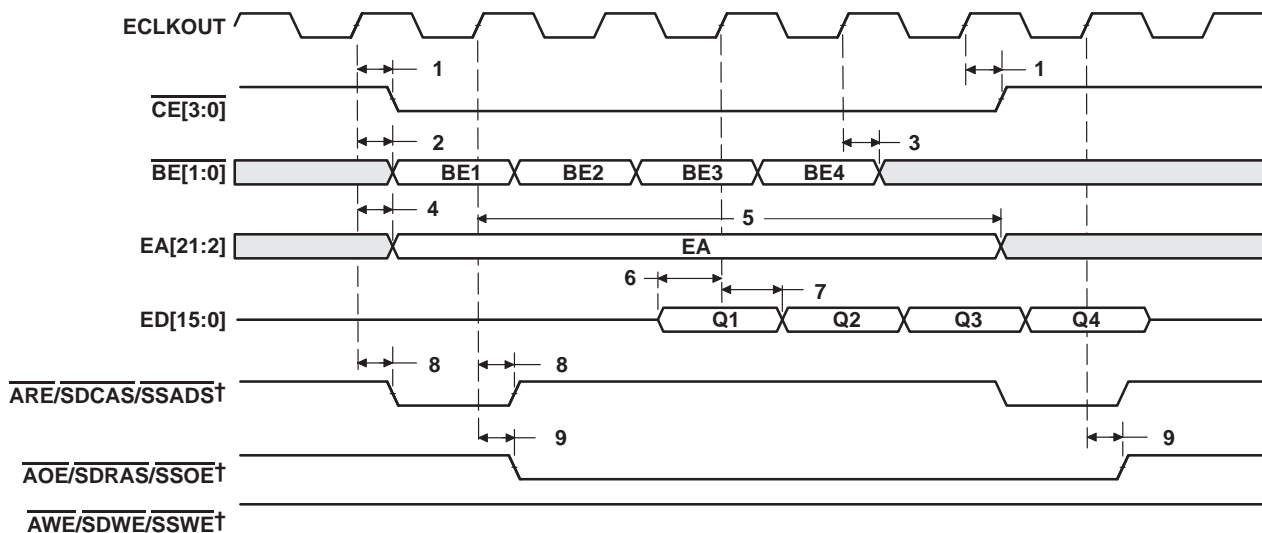 ECLKOUT
1 1
CE[3:0]
2 3
BE[1:0] BE1 BE2 BE3 BE4
4 5
EA[21:2] EA
6 7
ED[15:0] Q1 Q2 Q3 Q4
8 8
ARE/SDCAS/SSADS†
9 9
AOE/SDRAS/SSOE†
AWE/SDWE/SSWE†